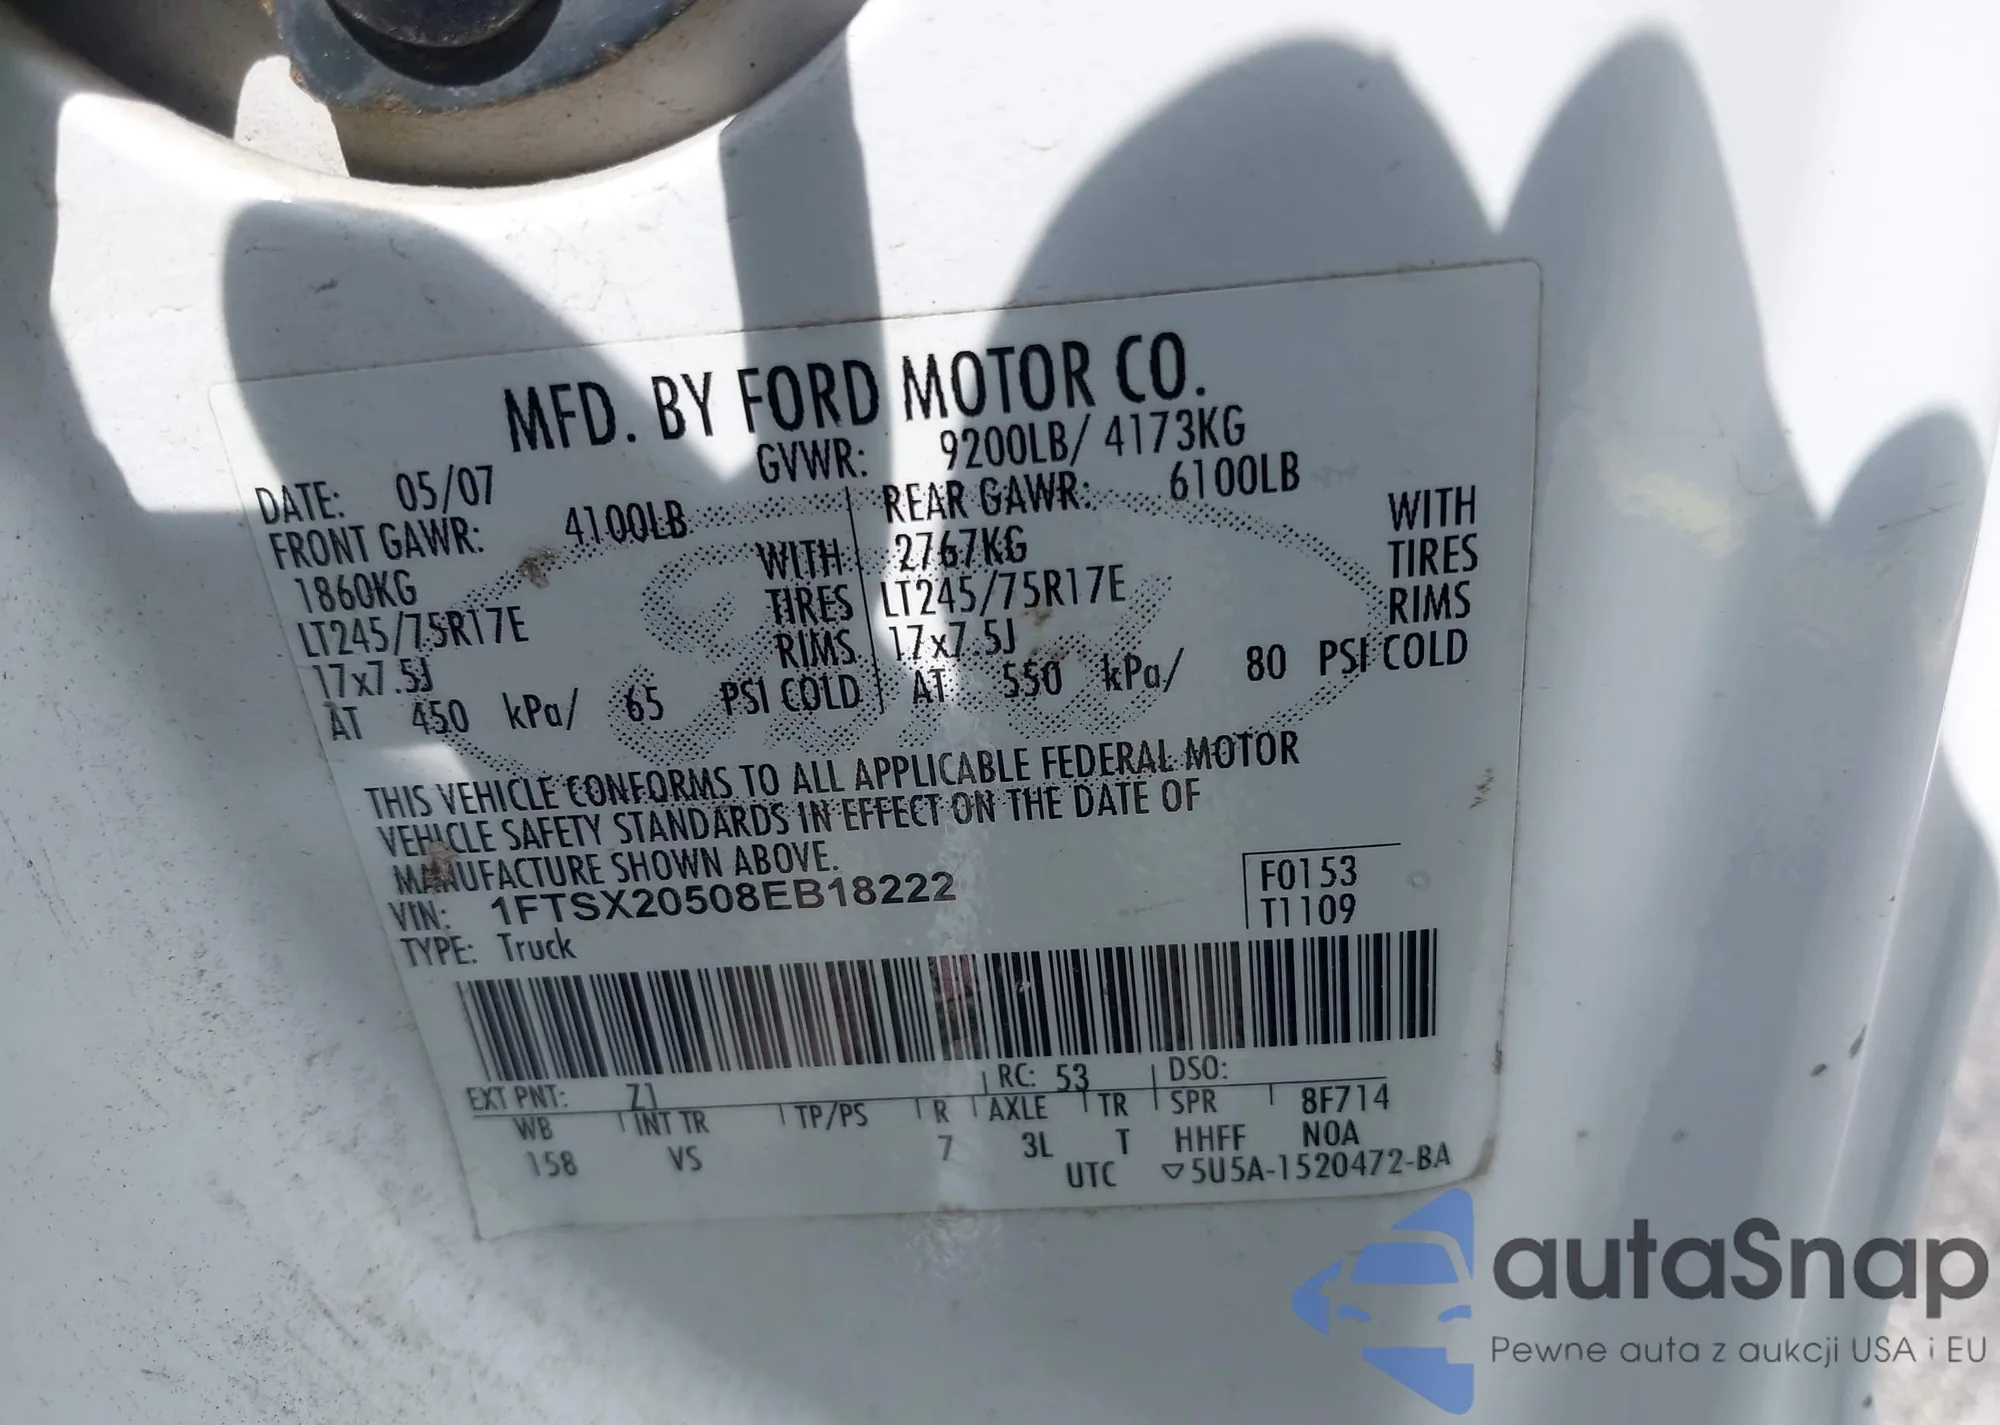 MFD. BY FORD MOTOR CO.
DATE: 05/07 GVWR: 9200LB/ 4173KG
FRONT GAWR: 4100LB REAR GAWR: 6100LB WITH
1860KG WITH 2767KG TIRES
LT245/75R17E TIRES LT245/75R17E RIMS
17x7.5J RIMS 17x7.5J
AT 450 kPa/ 65 PSI COLD AT 550 kPa/ 80 PSI COLD
THIS VEHICLE CONFORMS TO ALL APPLICABLE FEDERAL MOTOR
VEHICLE SAFETY STANDARDS IN EFFECT ON THE DATE OF
MANUFACTURE SHOWN ABOVE.
VIN: 1FTSX20508EB18222 F0153
TYPE: Truck T1109
EXT PNT: Z1 RC: 53 DSO:
WB INT TR TP/PS R AXLE TR SPR 8F714
158 VS 7 3L T HHFF N0A
UTC ▽5U5A-1520472-BA
autaSnap
Pewne auta z aukcji USA i EU